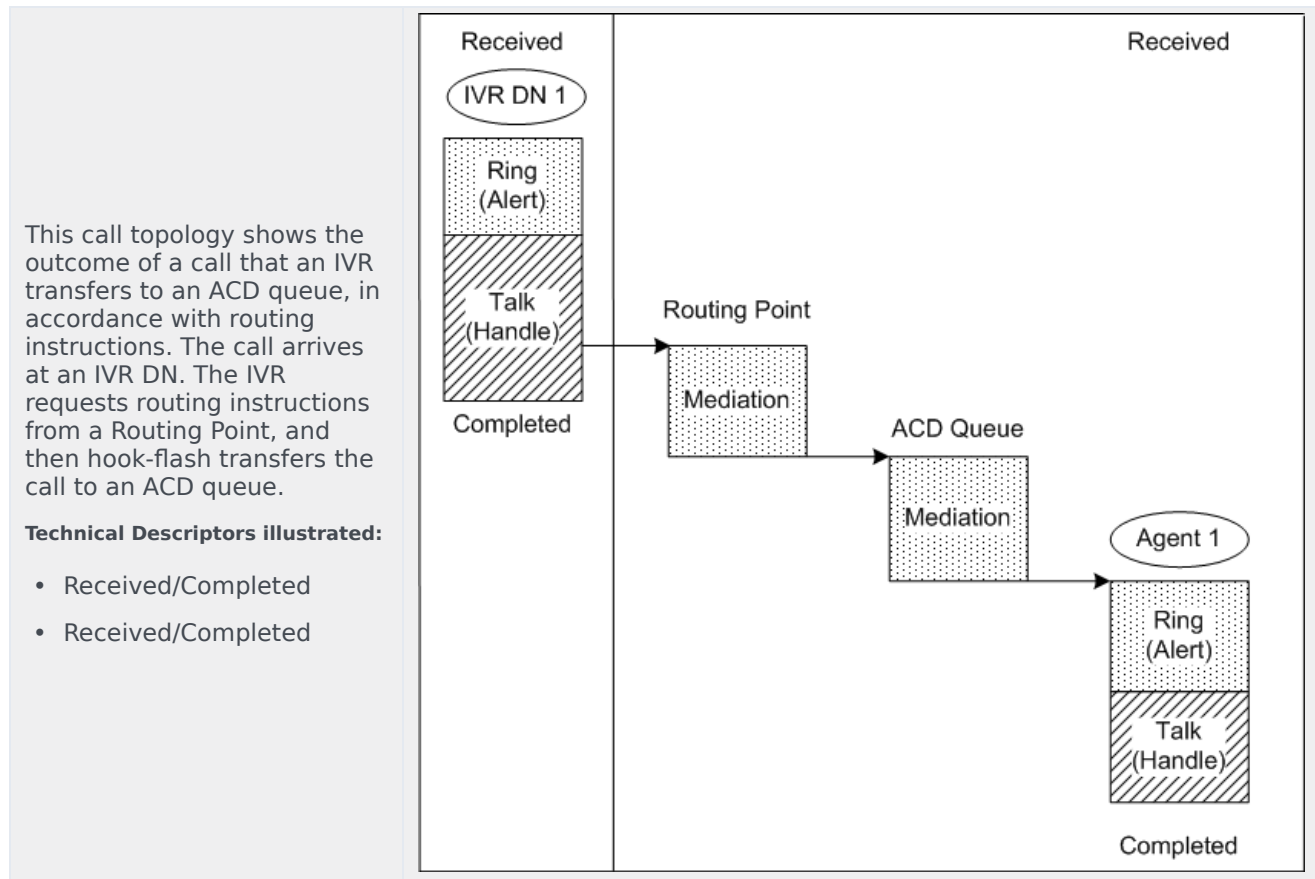 This call topology shows the
outcome of a call that an IVR
transfers to an ACD queue, in
accordance with routing
instructions. The call arrives
at an IVR DN. The IVR
requests routing instructions
from a Routing Point, and
then hook-flash transfers the
call to an ACD queue.
Technical Descriptors illustrated:
• Received/Completed
• Received/Completed
Received
IVR DN 1
Ring
(Alert)
Talk
(Handle)
Completed
Received
Routing Point
Mediation
ACD Queue
Mediation
Agent 1
Ring
(Alert)
Talk
(Handle)
Completed